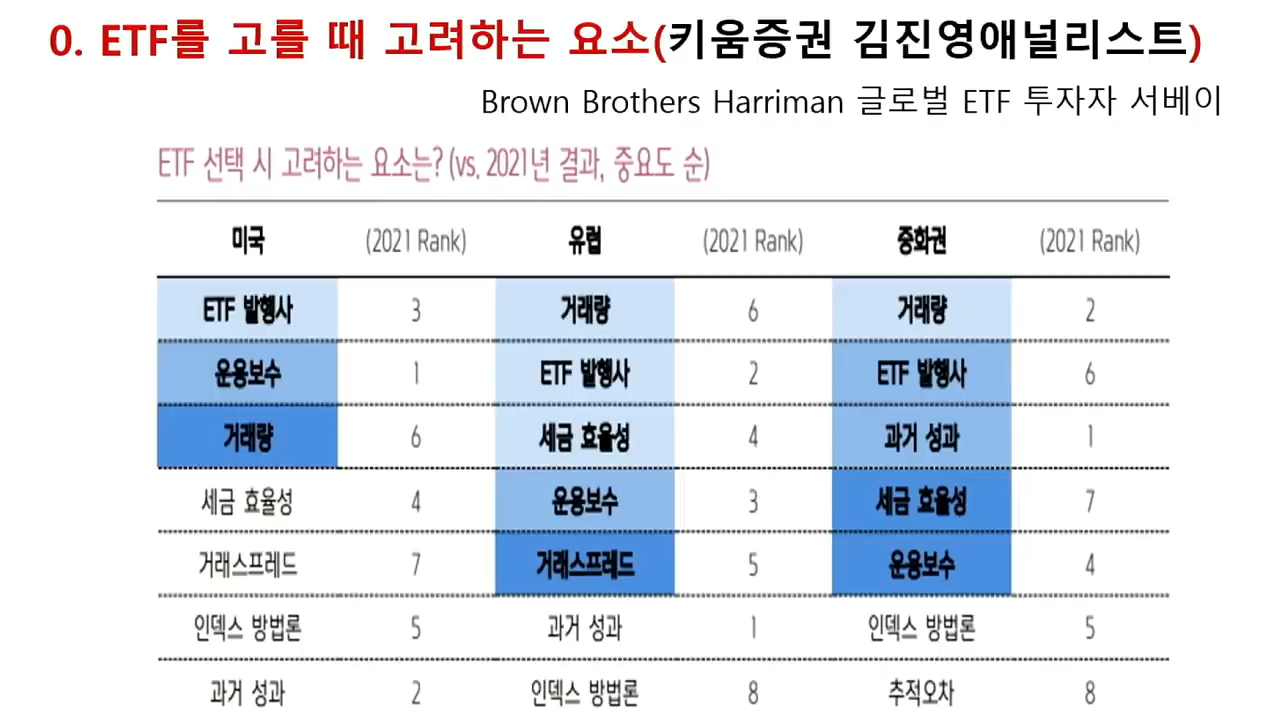 0. ETF를 고를 때 고려하는 요소(키움증권 김진영애널리스트)
Brown Brothers Harriman 글로벌 ETF 투자자 서베이
ETF 선택 시 고려하는 요소는? (vs. 2021년 결과, 중요도 순)
미국 (2021 Rank) 유럽 (2021 Rank) 중화권 (2021 Rank)
ETF 발행사 3 거래량 6 거래량 2
운용보수 1 ETF 발행사 2 ETF 발행사 6
거래량 6 세금 효율성 4 과거 성과 1
세금 효율성 4 운용보수 3 세금 효율성 7
거래스프레드 7 거래스프레드 5 운용보수 4
인덱스 방법론 5 과거 성과 1 인덱스 방법론 5
과거 성과 2 인덱스 방법론 8 추적오차 8